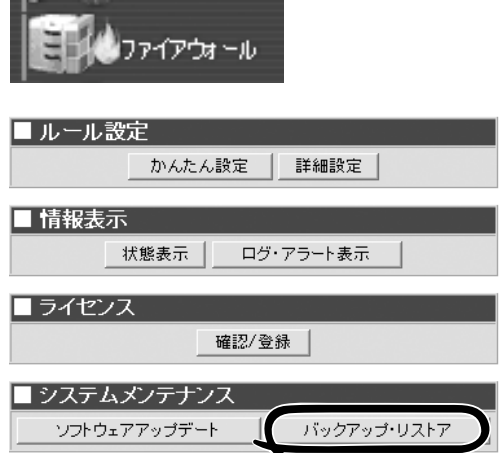 ファイアウォール
■ ルール設定
かんたん設定 詳細設定
■ 情報表示
状態表示 ログ・アラート表示
■ ライセンス
確認/登録
■ システムメンテナンス
ソフトウェアアップデート バックアップ・リストア